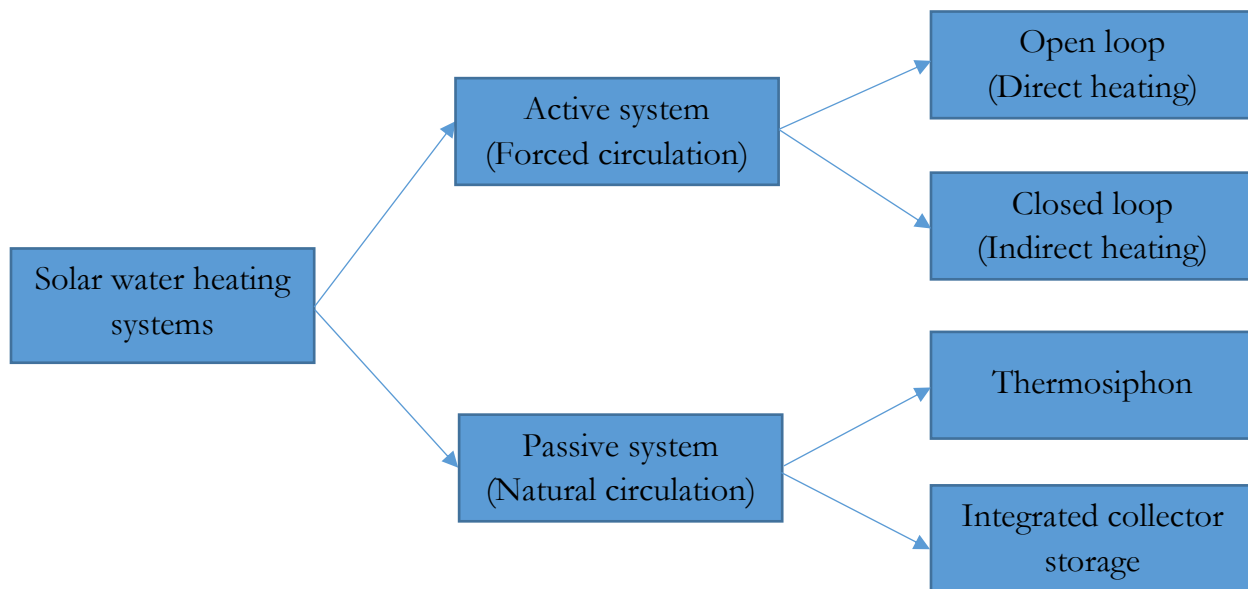 Solar water heating
systems
Active system
(Forced circulation)
Passive system
(Natural circulation)
Open loop
(Direct heating)
Closed loop
(Indirect heating)
Thermosiphon
Integrated collector
storage